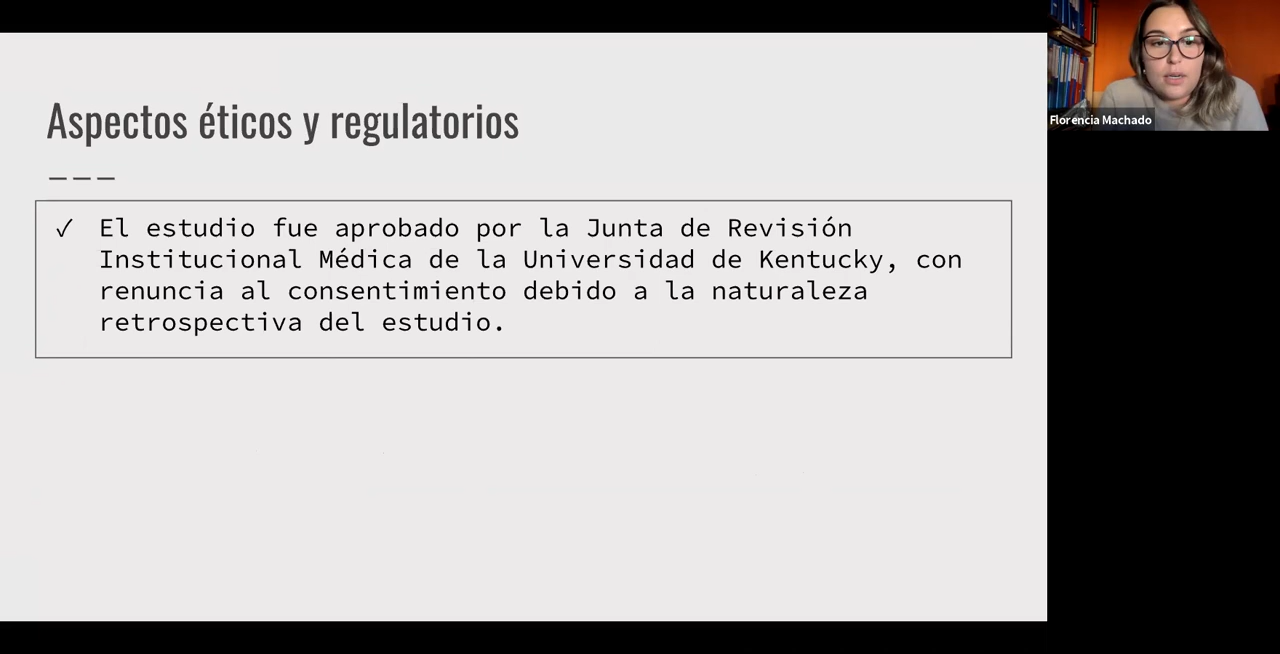 Aspectos éticos y regulatorios
✓ El estudio fue aprobado por la Junta de Revisión
Institucional Médica de la Universidad de Kentucky, con
renuncia al consentimiento debido a la naturaleza
retrospectiva del estudio.
Florencia Machado